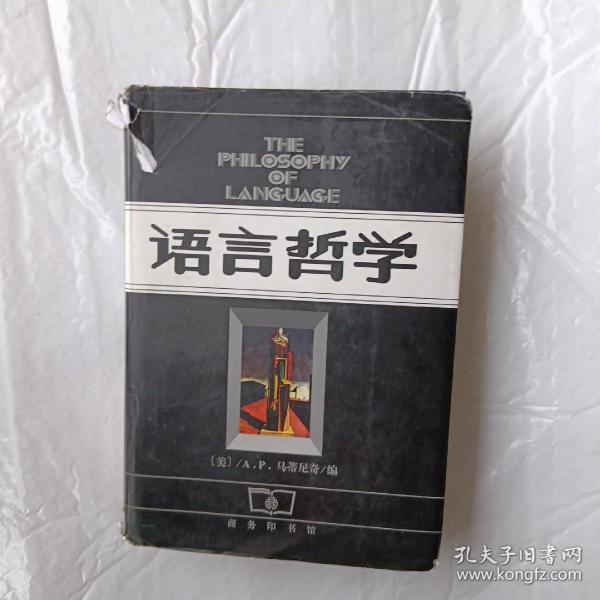 THE
PHILOSOPHY
OF
LANGUAGE
语言哲学
〔美〕/A.P.马蒂尼奇/编
商务印书馆
孔夫子旧书网
www.kongfz.com